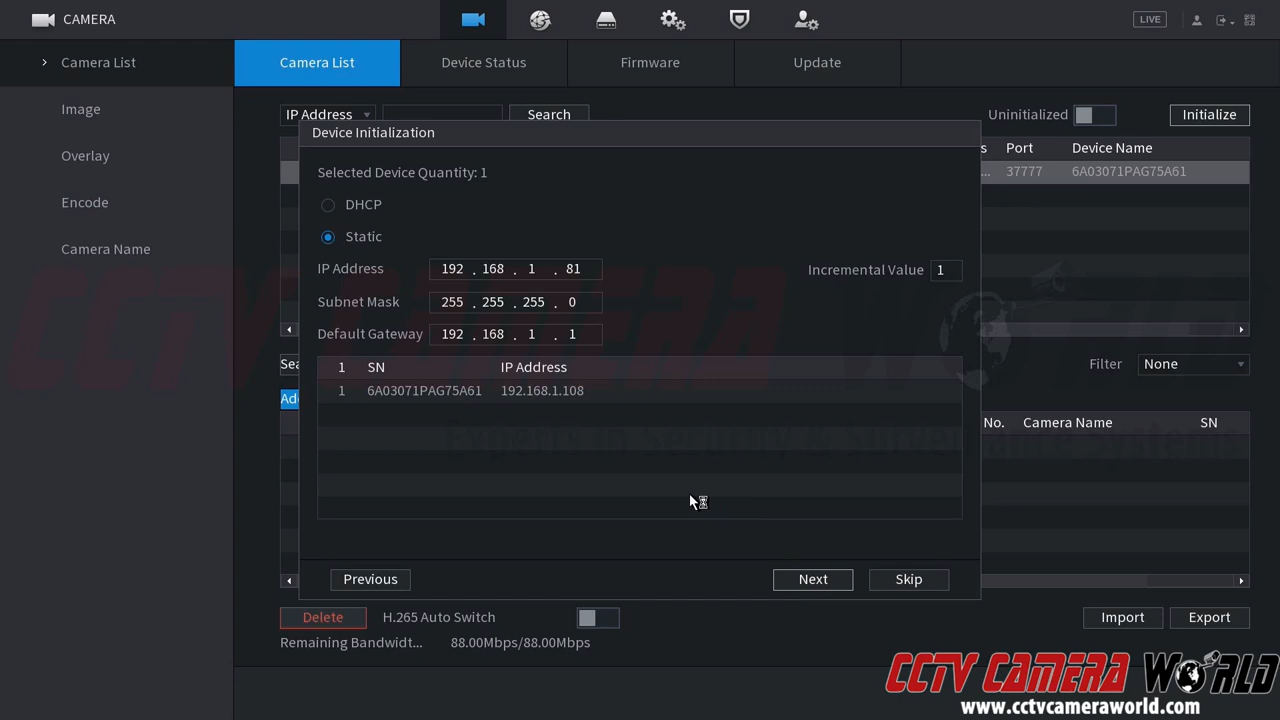 CAMERA
LIVE
Camera List
Image
Overlay
Encode
Camera Name
Camera List
Device Status
Firmware
Update
IP Address
Search
Uninitialized
Initialize
Port
Device Name
37777
6A03071PAG75A61
Device Initialization
Selected Device Quantity: 1
DHCP
Static
IP Address 192 . 168 . 1 . 81
Incremental Value 1
Subnet Mask 255 . 255 . 255 . 0
Default Gateway 192 . 168 . 1 . 1
1 SN IP Address
1 6A03071PAG75A61 192.168.1.108
Previous
Next
Skip
Filter None
No. Camera Name SN
Delete
H.265 Auto Switch
Import
Export
Remaining Bandwidt... 88.00Mbps/88.00Mbps
CCTV CAMERA WORLD
www.cctvcameraworld.com